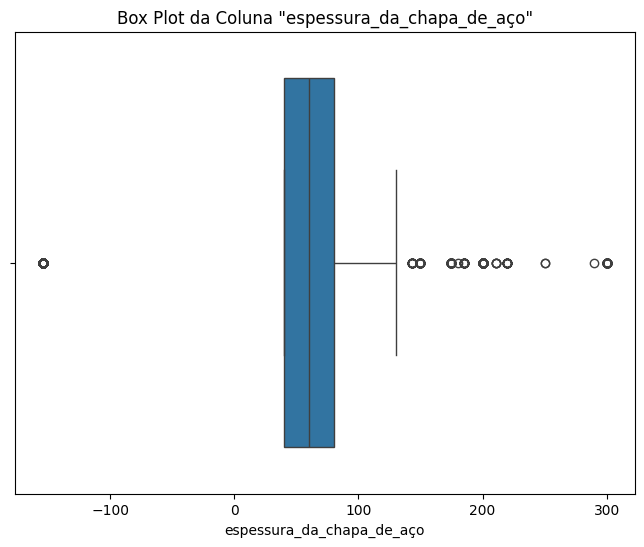 Box Plot da Coluna "espessura_da_chapa_de_aço"
−100 0 100 200 300
espessura_da_chapa_de_aço